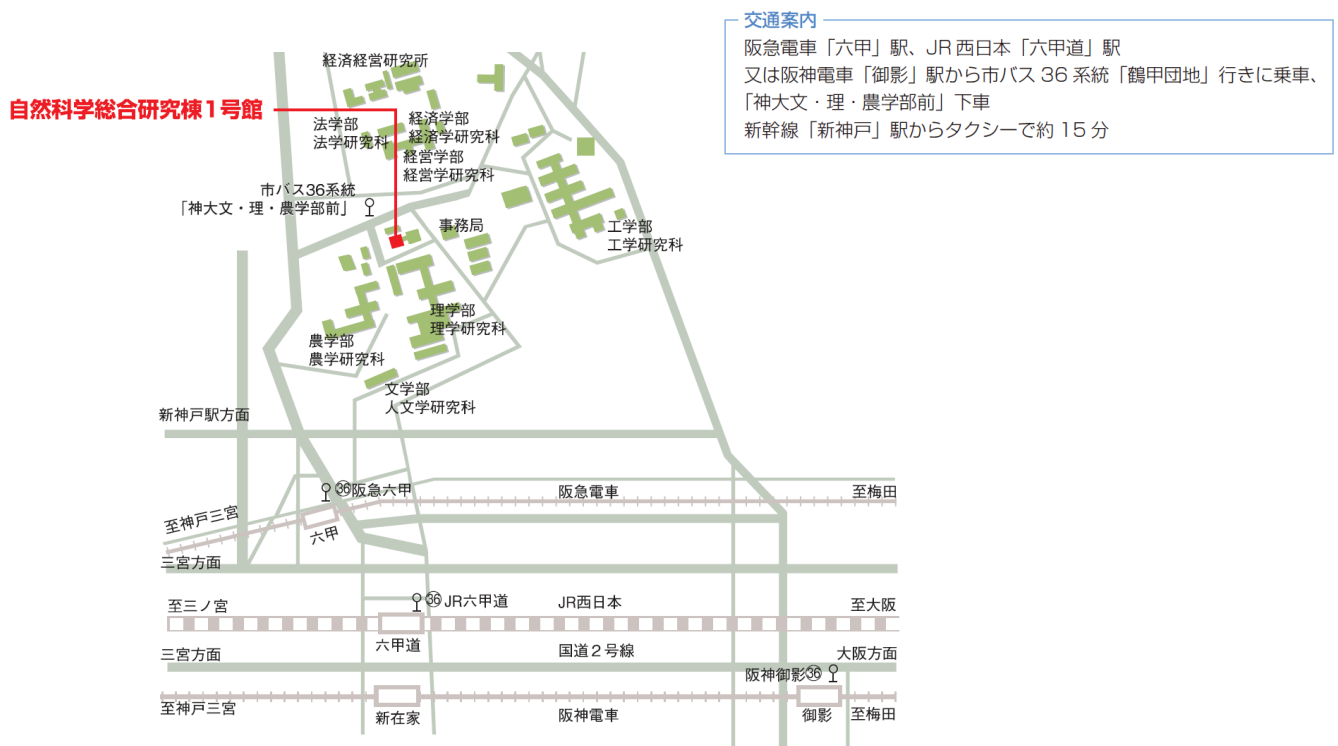 交通案内
阪急電車「六甲」駅、JR 西日本「六甲道」駅
又は阪神電車「御影」駅から市バス 36 系統「鶴甲団地」行きに乗車、
「神大文・理・農学部前」下車
新幹線「新神戸」駅からタクシーで約 15 分
経済経営研究所
自然科学総合研究棟1号館
法学部
法学研究科
経済学部
経済学研究科
経営学部
経営学研究科
市バス36系統
「神大文・理・農学部前」
事務局
工学部
工学研究科
理学部
理学研究科
農学部
農学研究科
文学部
人文学研究科
新神戸駅方面
㊱阪急六甲
阪急電車
至梅田
至神戸三宮
六甲
三宮方面
至三ノ宮
㊱JR六甲道
JR西日本
至大阪
六甲道
三宮方面
国道2号線
大阪方面
阪神御影㊱
至神戸三宮
新在家
阪神電車
御影
至梅田